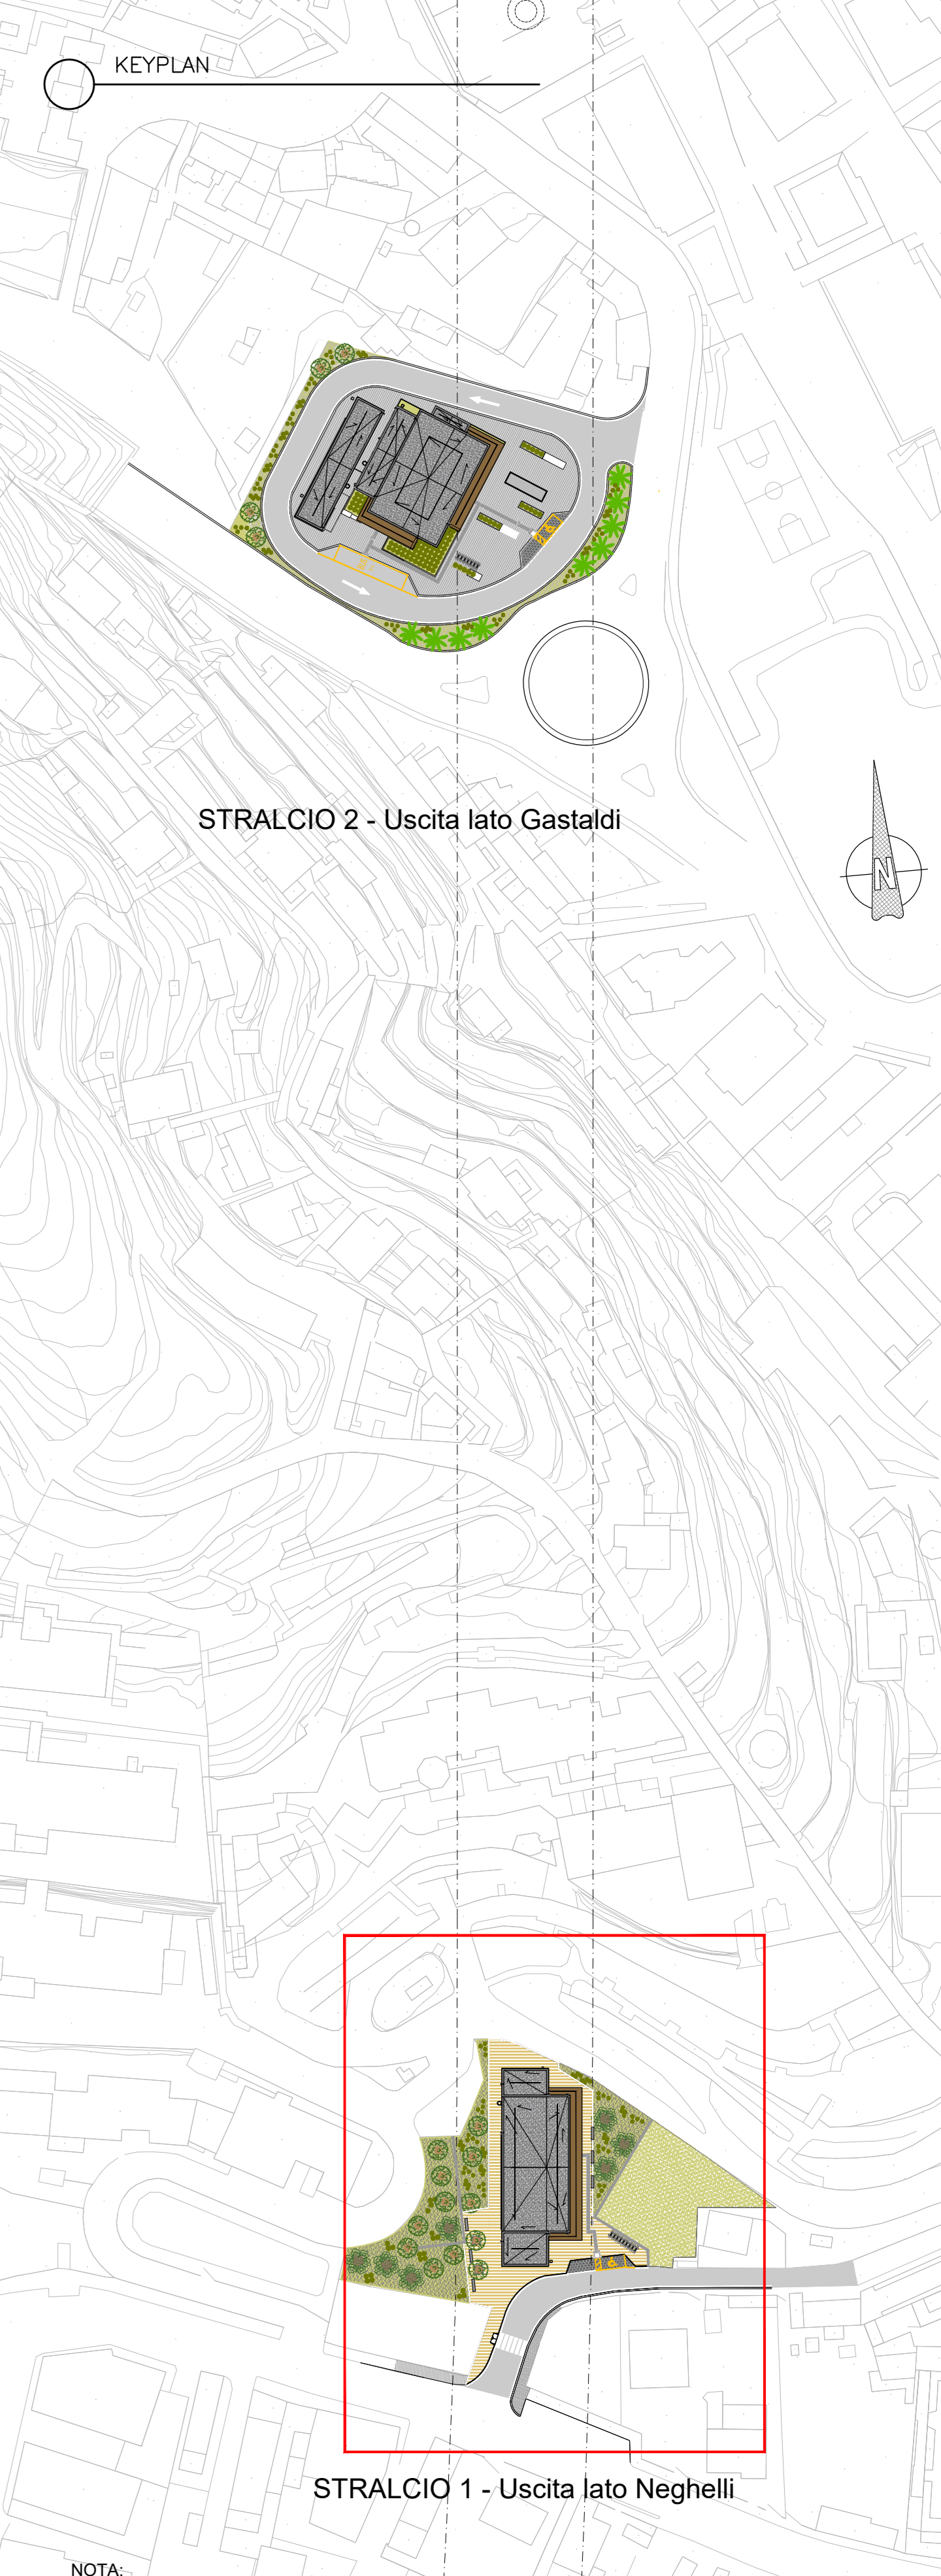 KEYPLAN
STRALCIO 2 - Uscita lato Gastaldi
N
STRALCIO 1 - Uscita lato Neghelli
NOTA: